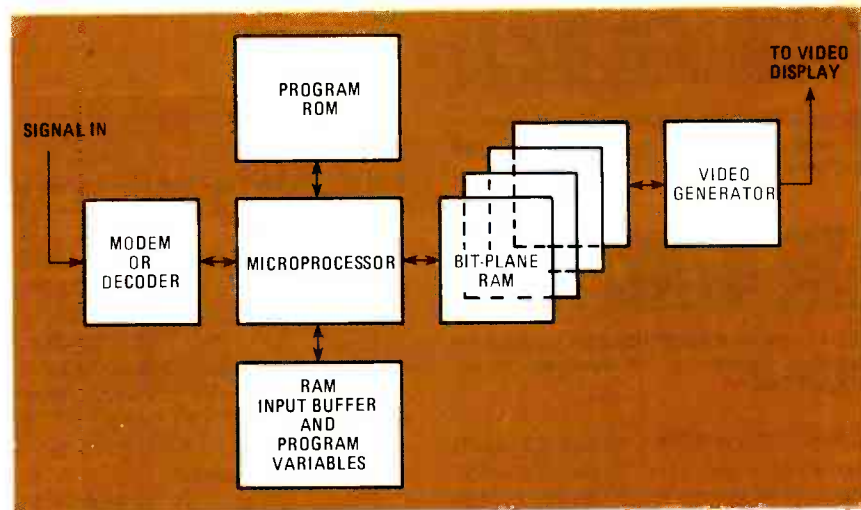 TO VIDEO
DISPLAY
PROGRAM
ROM
SIGNAL IN
VIDEO
GENERATOR
MODEM
OR
DECODER
MICROPROCESSOR
BIT-PLANE
RAM
RAM
INPUT BUFFER
AND
PROGRAM
VARIABLES